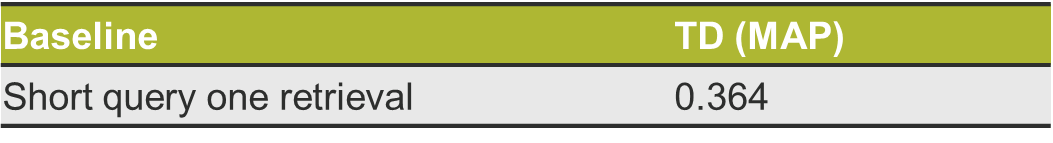 Baseline TD (MAP)
Short query one retrieval 0.364